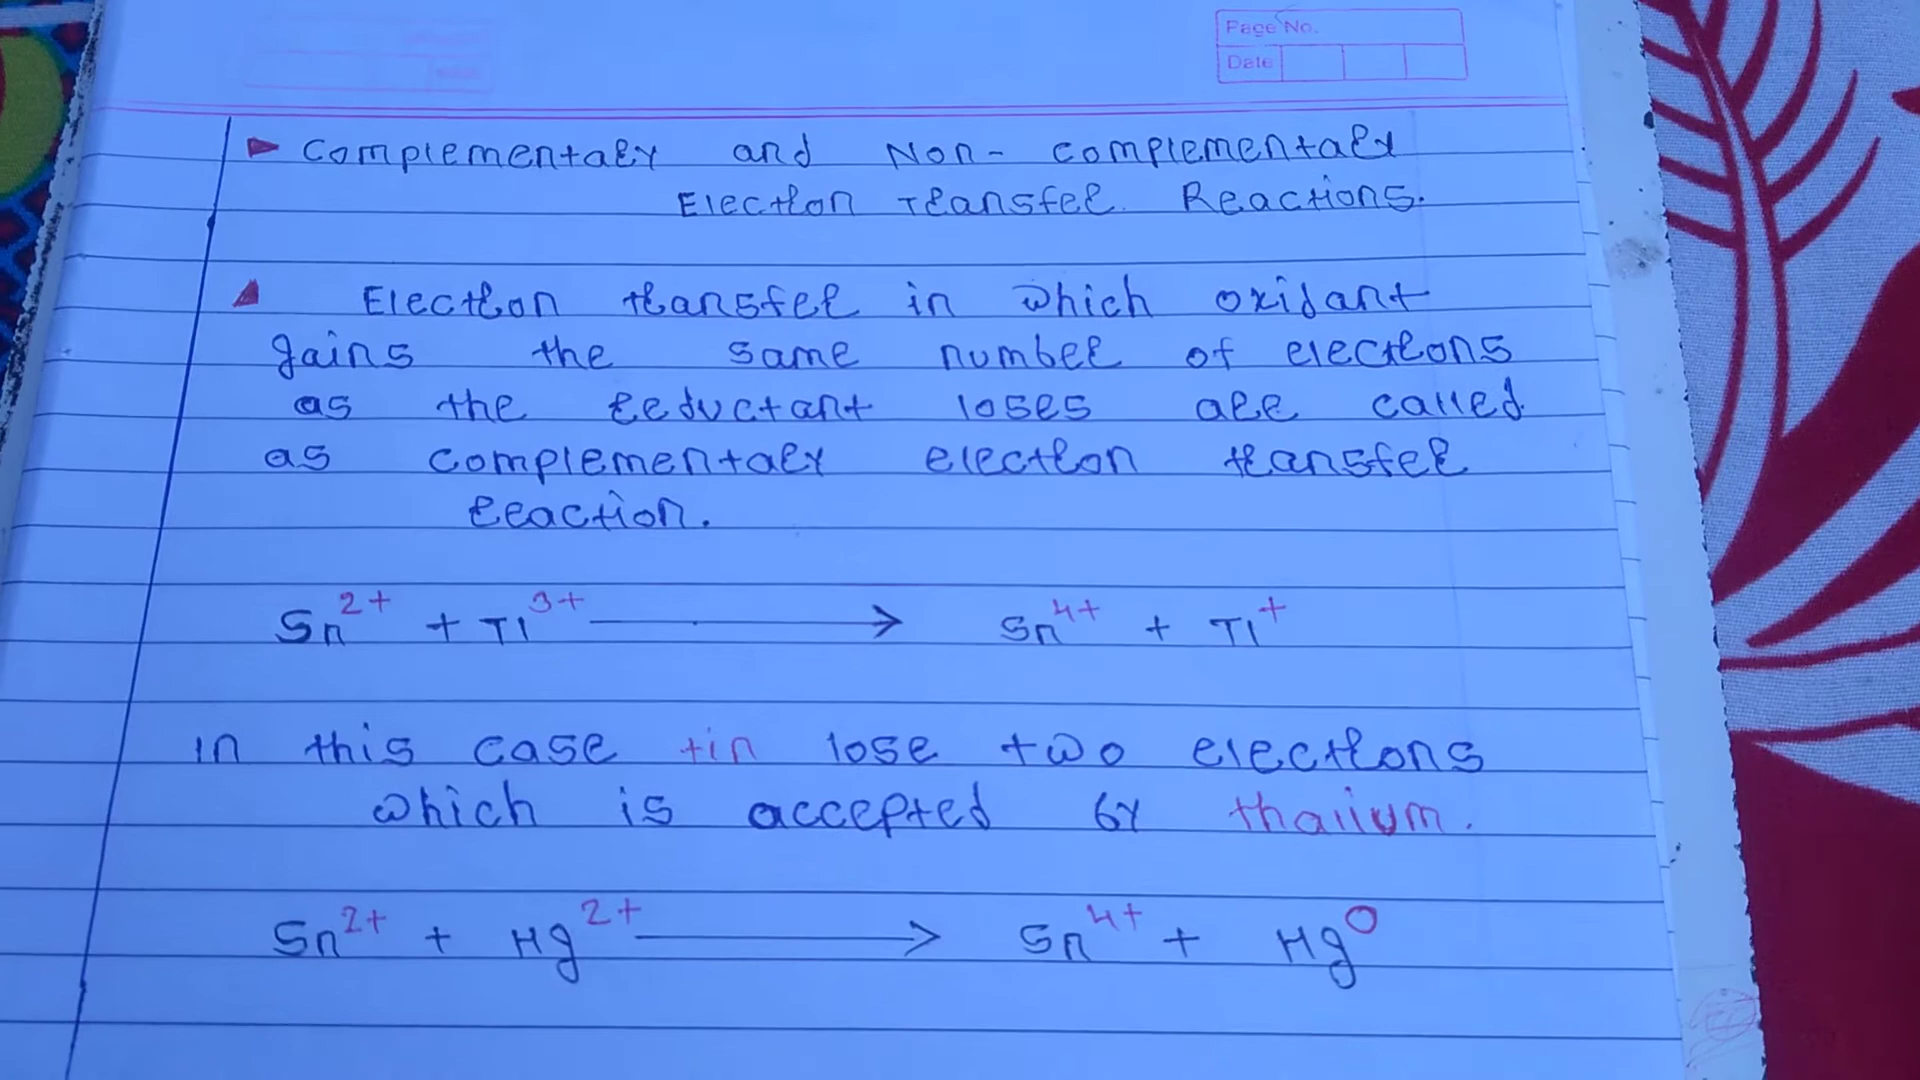 Page No.
Date
Complementary and Non- complementary
Electron Transfer Reactions.
Electron transfer in which oxidant
gains the same number of electrons
as the reductant loses are called
as complementary electron transfer
reaction.
Sn²⁺ + Tl³⁺ ⟶ Sn⁴⁺ + Tl⁺
In this case tin lose two electrons
which is accepted by thalium.
Sn²⁺ + Hg²⁺ ⟶ Sn⁴⁺ + Hg⁰